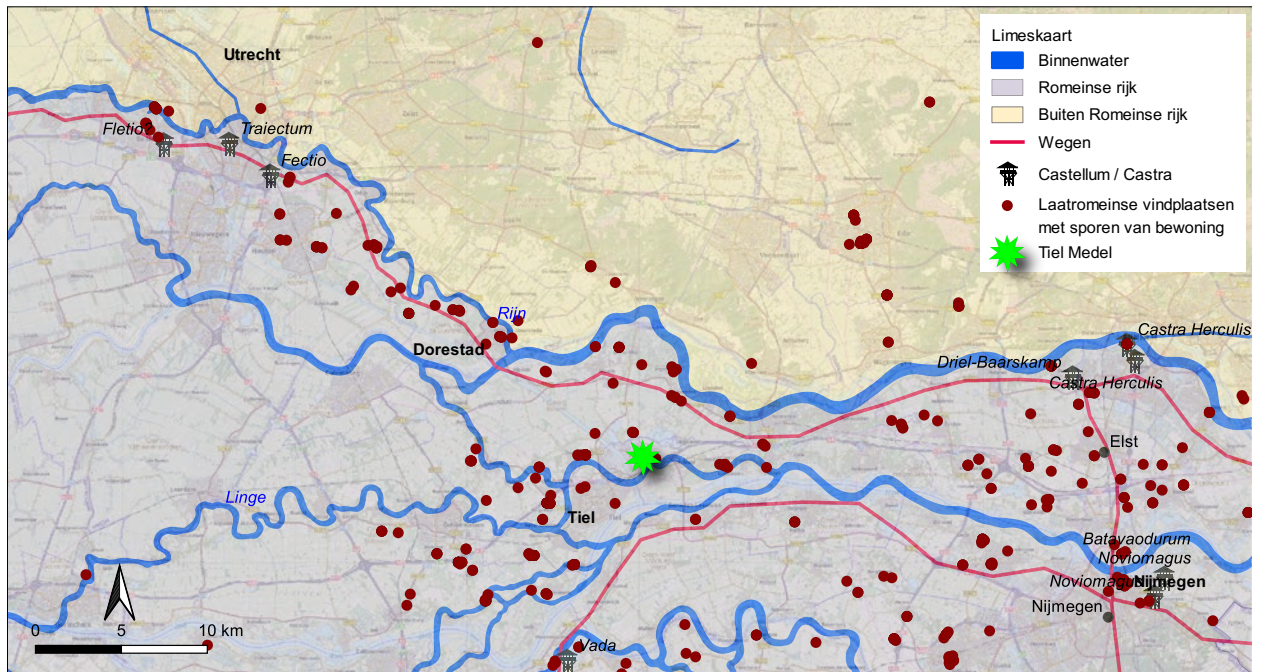 Limeskaart
Binnenwater
Romeinse rijk
Buiten Romeinse rijk
Wegen
Castellum / Castra
Laatromeinse vindplaatsen
met sporen van bewoning
Tiel Medel
Utrecht
Fletio?
Traiectum
Fectio
Rijn
Dorestad
Castra Herculis
Driel-Baarskamp
Castra Herculis
Elst
Linge
Tiel
Batavaodurum
Noviomagus
Noviomagus
Nijmegen
Nijmegen
Vada
0 5 10 km